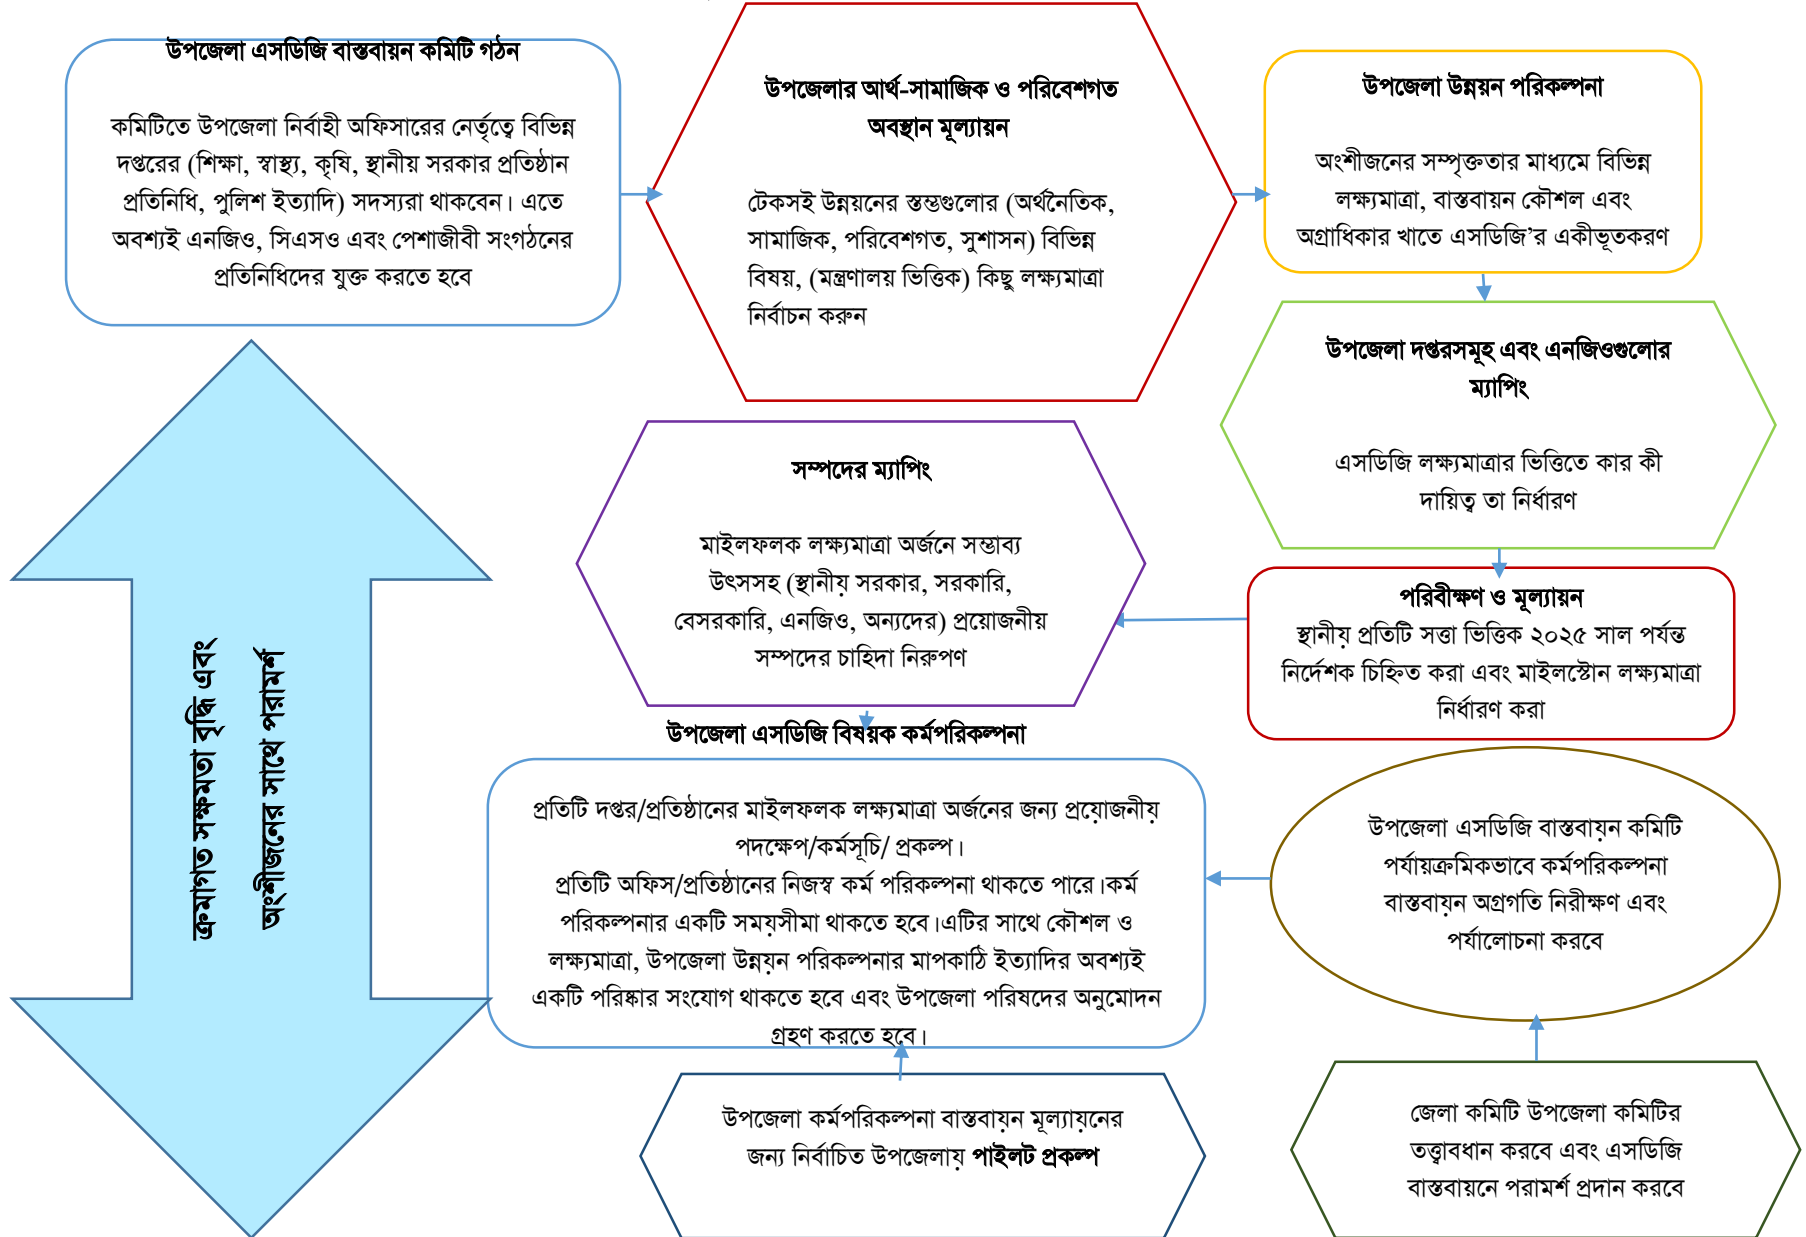 উপজেলা এসডিজি বাস্তবায়ন কমিটি গঠন
কমিটিতে উপজেলা নির্বাহী অফিসারের নের্তৃত্বে বিভিন্ন
দপ্তরের (শিক্ষা, স্বাস্থ্য, কৃষি, স্থানীয় সরকার প্রতিষ্ঠান
প্রতিনিধি, পুলিশ ইত্যাদি) সদস্যরা থাকবেন। এতে
অবশ্যই এনজিও, সিএসও এবং পেশাজীবী সংগঠনের
প্রতিনিধিদের যুক্ত করতে হবে
উপজেলার আর্থ-সামাজিক ও পরিবেশগত
অবস্থান মূল্যায়ন
টেকসই উন্নয়নের স্তম্ভগুলোর (অর্থনৈতিক,
সামাজিক, পরিবেশগত, সুশাসন) বিভিন্ন
বিষয়, (মন্ত্রণালয় ভিত্তিক) কিছু লক্ষ্যমাত্রা
নির্বাচন করুন
উপজেলা উন্নয়ন পরিকল্পনা
অংশীজনের সম্পৃক্ততার মাধ্যমে বিভিন্ন
লক্ষ্যমাত্রা, বাস্তবায়ন কৌশল এবং
অগ্রাধিকার খাতে এসডিজি’র একীভূতকরণ
উপজেলা দপ্তরসমূহ এবং এনজিওগুলোর
ম্যাপিং
এসডিজি লক্ষ্যমাত্রার ভিত্তিতে কার কী
দায়িত্ব তা নির্ধারণ
পরিবীক্ষণ ও মূল্যায়ন
স্থানীয় প্রতিটি সত্তা ভিত্তিক ২০২৫ সাল পর্যন্ত
নির্দেশক চিহ্নিত করা এবং মাইলস্টোন লক্ষ্যমাত্রা
নির্ধারণ করা
সম্পদের ম্যাপিং
মাইলফলক লক্ষ্যমাত্রা অর্জনে সম্ভাব্য
উৎসসহ (স্থানীয় সরকার, সরকারি,
বেসরকারি, এনজিও, অন্যদের) প্রয়োজনীয়
সম্পদের চাহিদা নিরুপণ
উপজেলা এসডিজি বিষয়ক কর্মপরিকল্পনা
প্রতিটি দপ্তর/প্রতিষ্ঠানের মাইলফলক লক্ষ্যমাত্রা অর্জনের জন্য প্রয়োজনীয়
পদক্ষেপ/কর্মসূচি/ প্রকল্প।
প্রতিটি অফিস/প্রতিষ্ঠানের নিজস্ব কর্ম পরিকল্পনা থাকতে পারে।কর্ম
পরিকল্পনার একটি সময়সীমা থাকতে হবে।এটির সাথে কৌশল ও
লক্ষ্যমাত্রা, উপজেলা উন্নয়ন পরিকল্পনার মাপকাঠি ইত্যাদির অবশ্যই
একটি পরিষ্কার সংযোগ থাকতে হবে এবং উপজেলা পরিষদের অনুমোদন
গ্রহণ করতে হবে।
উপজেলা এসডিজি বাস্তবায়ন কমিটি
পর্যায়ক্রমিকভাবে কর্মপরিকল্পনা
বাস্তবায়ন অগ্রগতি নিরীক্ষণ এবং
পর্যালোচনা করবে
উপজেলা কর্মপরিকল্পনা বাস্তবায়ন মূল্যায়নের
জন্য নির্বাচিত উপজেলায় পাইলট প্রকল্প
জেলা কমিটি উপজেলা কমিটির
তত্ত্বাবধান করবে এবং এসডিজি
বাস্তবায়নে পরামর্শ প্রদান করবে
ক্রমাগত সক্ষমতা বৃদ্ধি এবং
অংশীজনের সাথে পরামর্শ